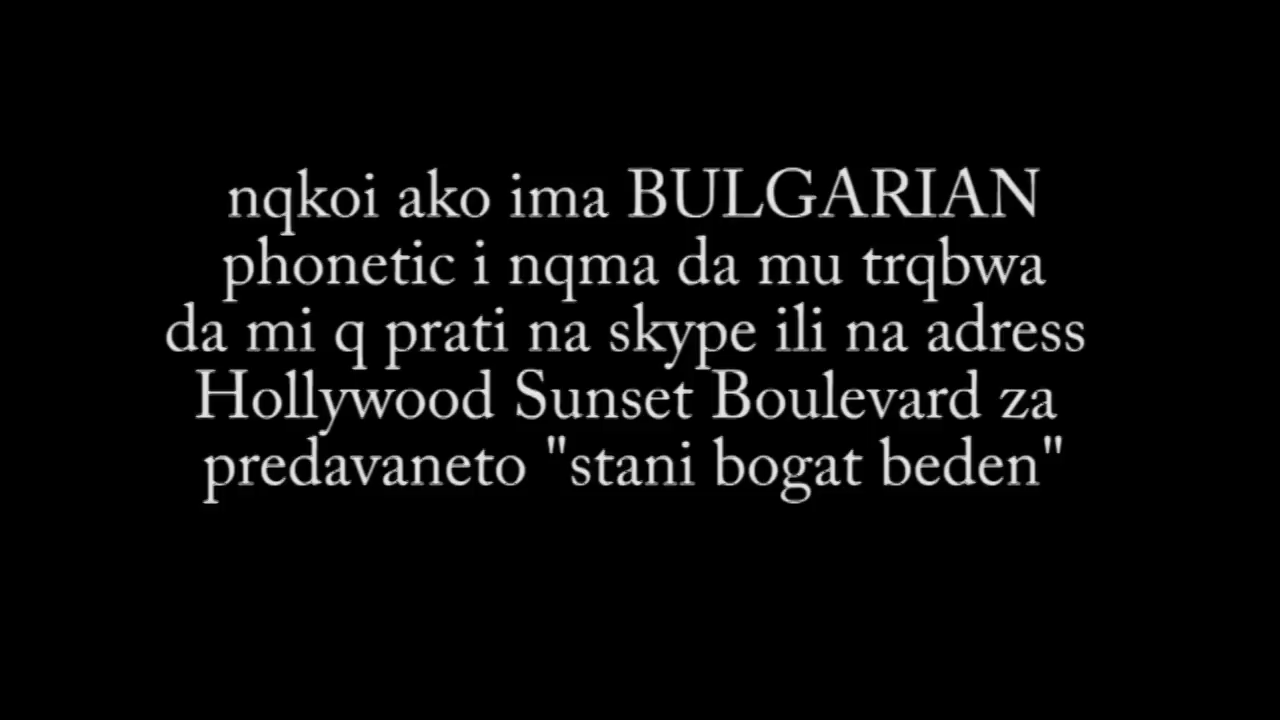 nqkoi ako ima BULGARIAN
phonetic i nqma da mu trqbwa
da mi q prati na skype ili na adress
Hollywood Sunset Boulevard za
predavaneto "stani bogat beden"